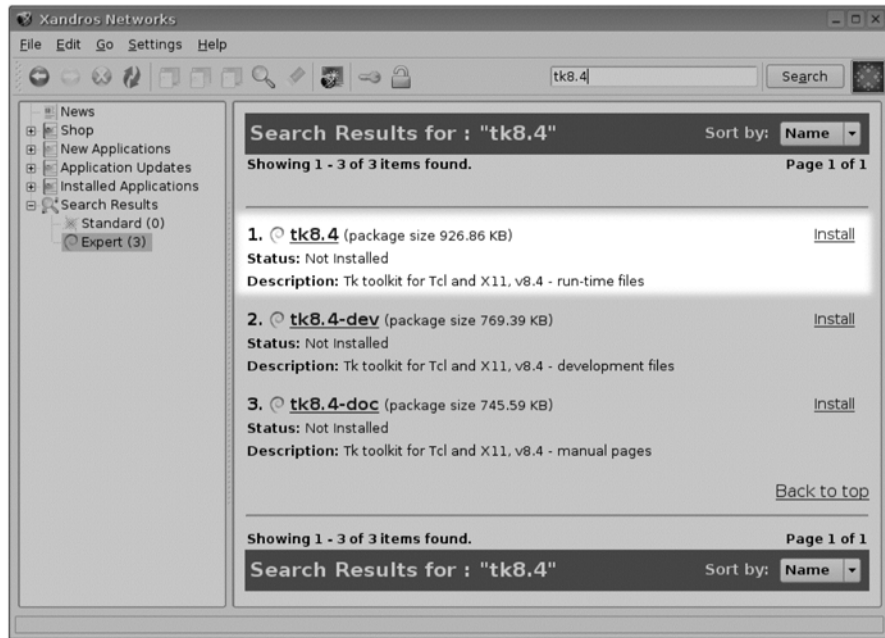 Xandros Networks
File Edit Go Settings Help
tk8.4 Search
News
Shop
New Applications
Application Updates
Installed Applications
Search Results
Standard (0)
Expert (3)
Search Results for : "tk8.4" Sort by: Name
Showing 1 - 3 of 3 items found. Page 1 of 1
1. tk8.4 (package size 926.86 KB) Install
Status: Not Installed
Description: Tk toolkit for Tcl and X11, v8.4 - run-time files
2. tk8.4-dev (package size 769.39 KB) Install
Status: Not Installed
Description: Tk toolkit for Tcl and X11, v8.4 - development files
3. tk8.4-doc (package size 745.59 KB) Install
Status: Not Installed
Description: Tk toolkit for Tcl and X11, v8.4 - manual pages
Back to top
Showing 1 - 3 of 3 items found. Page 1 of 1
Search Results for : "tk8.4" Sort by: Name